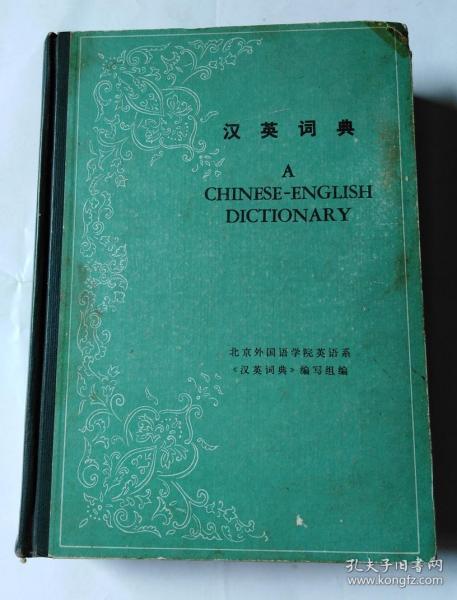 汉英词典
A
CHINESE-ENGLISH
DICTIONARY
北京外国语学院英语系
《汉英词典》编写组编
孔夫子旧书网
www.kongfz.com